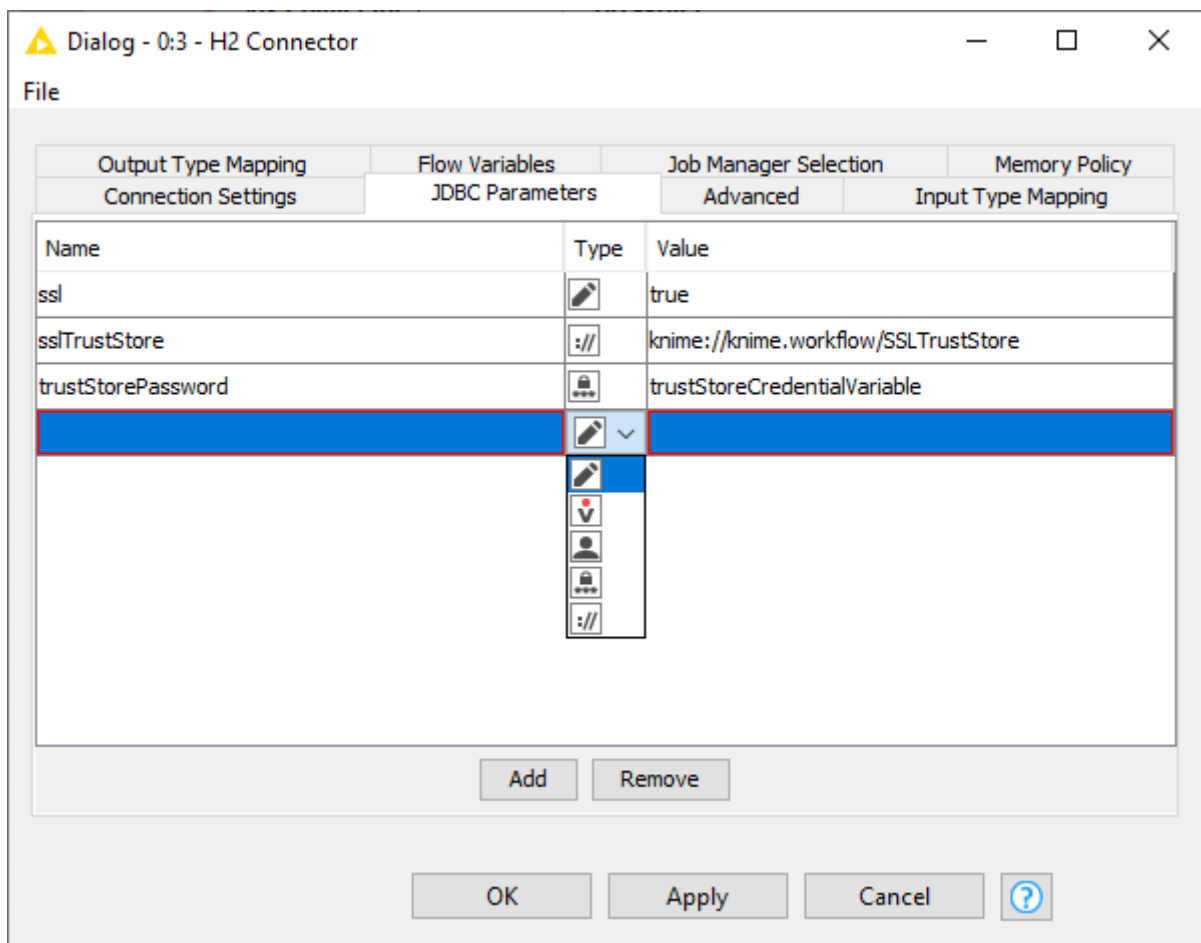 Dialog - 0:3 - H2 Connector
File
Output Type Mapping Flow Variables Job Manager Selection Memory Policy
Connection Settings JDBC Parameters Advanced Input Type Mapping
Name Type Value
ssl true
sslTrustStore :// knime://knime.workflow/SSLTrustStore
trustStorePassword trustStoreCredentialVariable
://
Add Remove
OK Apply Cancel ?